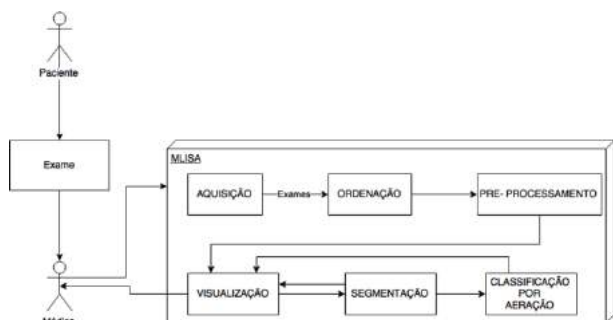 Paciente
Exame
MLISA
AQUISIÇÃO
Exames
ORDENAÇÃO
PRE- PROCESSAMENTO
VISUALIZAÇÃO
SEGMENTAÇÃO
CLASSIFICAÇÃO
POR
AERAÇÃO